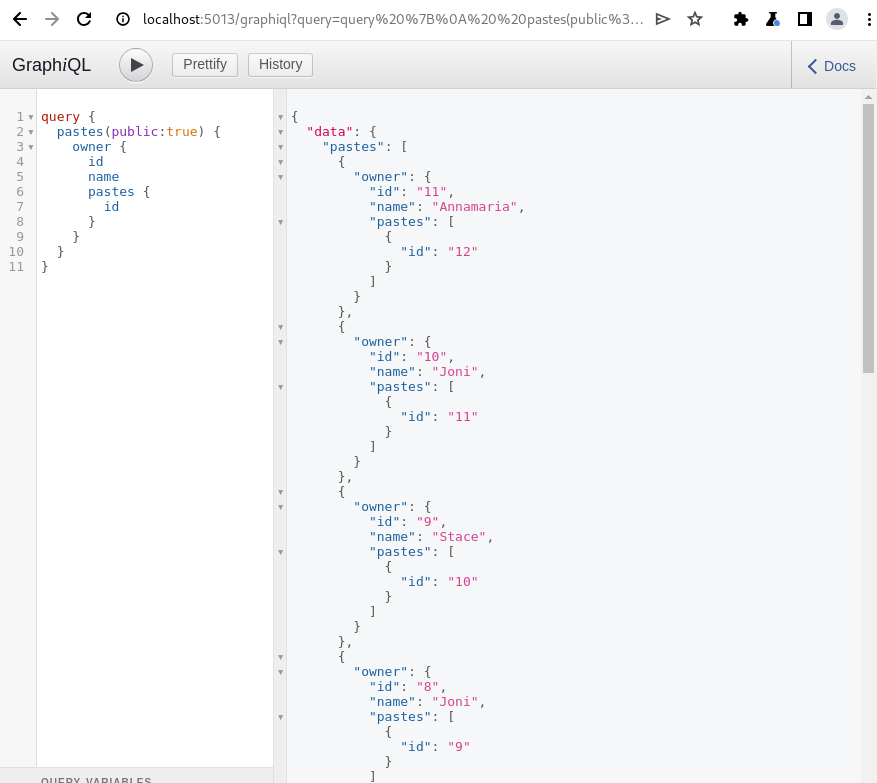 localhost:5013/graphiql?query=query%20%7B%0A%20%20pastes(public%3...
GraphiQL
Prettify
History
Docs
1 query {
2 pastes(public:true) {
3 owner {
4 id
5 name
6 pastes {
7 id
8 }
9 }
10 }
11 }
{
"data": {
"pastes": [
{
"owner": {
"id": "11",
"name": "Annamaria",
"pastes": [
{
"id": "12"
}
]
}
},
{
"owner": {
"id": "10",
"name": "Joni",
"pastes": [
{
"id": "11"
}
]
}
},
{
"owner": {
"id": "9",
"name": "Stace",
"pastes": [
{
"id": "10"
}
]
}
},
{
"owner": {
"id": "8",
"name": "Joni",
"pastes": [
{
"id": "9"
}
]
QUERY VARIABLES